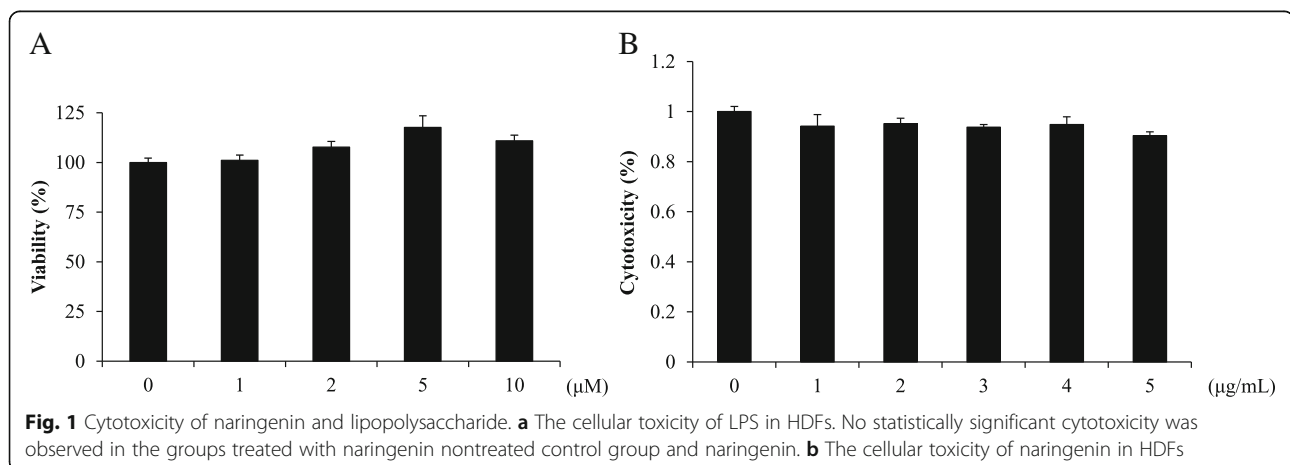 A
Viability (%)
125
100
75
50
25
0
0 1 2 5 10 (μM)
B
Cytotoxicity (%)
1.2
1
0.8
0.6
0.4
0.2
0
0 1 2 3 4 5 (μg/mL)
Fig. 1 Cytotoxicity of naringenin and lipopolysaccharide. a The cellular toxicity of LPS in HDFs. No statistically significant cytotoxicity was
observed in the groups treated with naringenin nontreated control group and naringenin. b The cellular toxicity of naringenin in HDFs